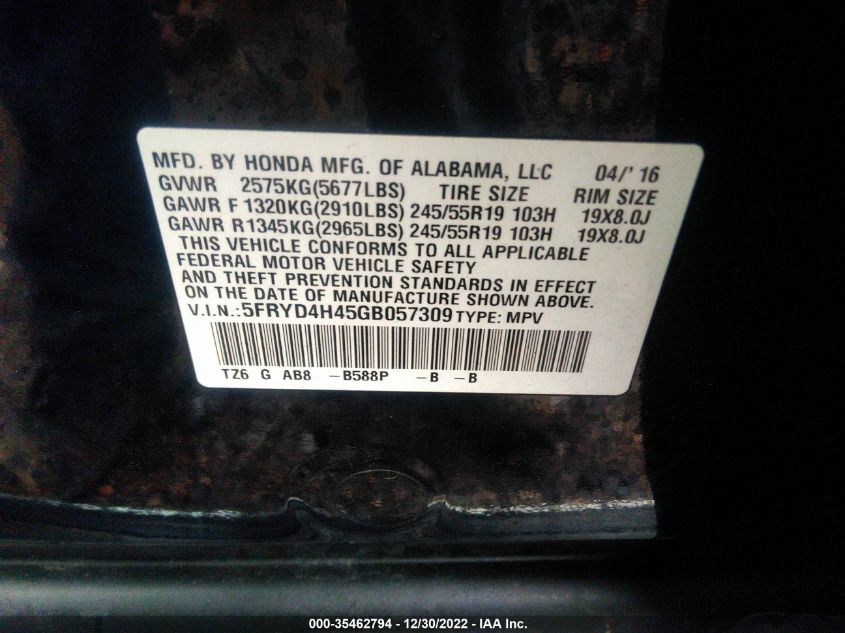 MFD. BY HONDA MFG. OF ALABAMA, LLC 04/' 16
GVWR 2575KG(5677LBS) TIRE SIZE RIM SIZE
GAWR F 1320KG(2910LBS) 245/55R19 103H 19X8.0J
GAWR R1345KG(2965LBS) 245/55R19 103H 19X8.0J
THIS VEHICLE CONFORMS TO ALL APPLICABLE
FEDERAL MOTOR VEHICLE SAFETY
AND THEFT PREVENTION STANDARDS IN EFFECT
ON THE DATE OF MANUFACTURE SHOWN ABOVE.
V.I.N.:5FRYD4H45GB057309 TYPE: MPV
TZ6 G AB8 -B588P -B -B
000-35462794 - 12/30/2022 - IAA Inc.